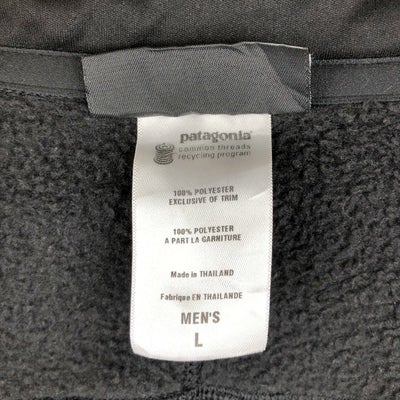 patagonia
common threads
recycling program
100% POLYESTER
EXCLUSIVE OF TRIM
100% POLYESTER
A PART LA GARNITURE
Made in THAILAND
Fabrique EN THAILANDE
MEN'S
L